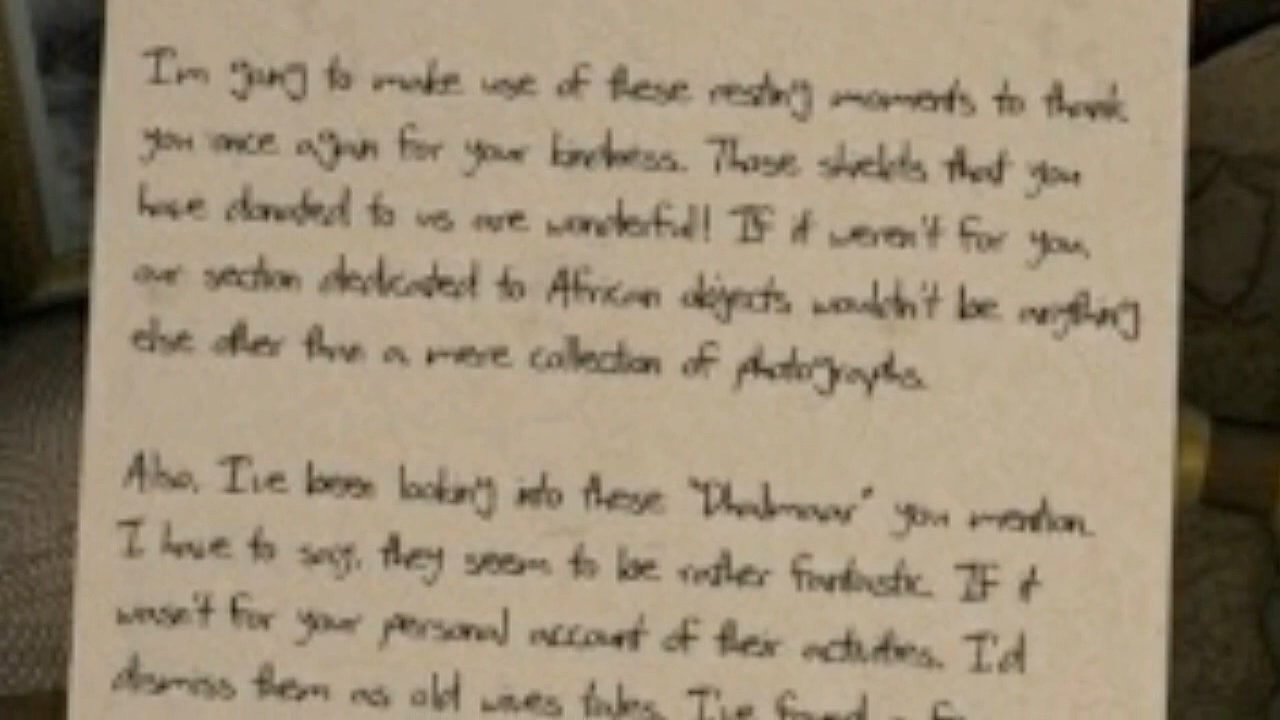 I'm going to make use of these resting moments to thank
you once again for your kindness. Those shields that you
have donated to us are wonderful! If it weren't for you,
our section dedicated to African objects wouldn't be anything
else other than a mere collection of photographs.
Also, I've been looking into these "Dhalmaar" you mention.
I have to say, they seem to be rather fantastic. If it
wasn't for your personal account of their activities, I'd
dismiss them as old wives tales. I've found a